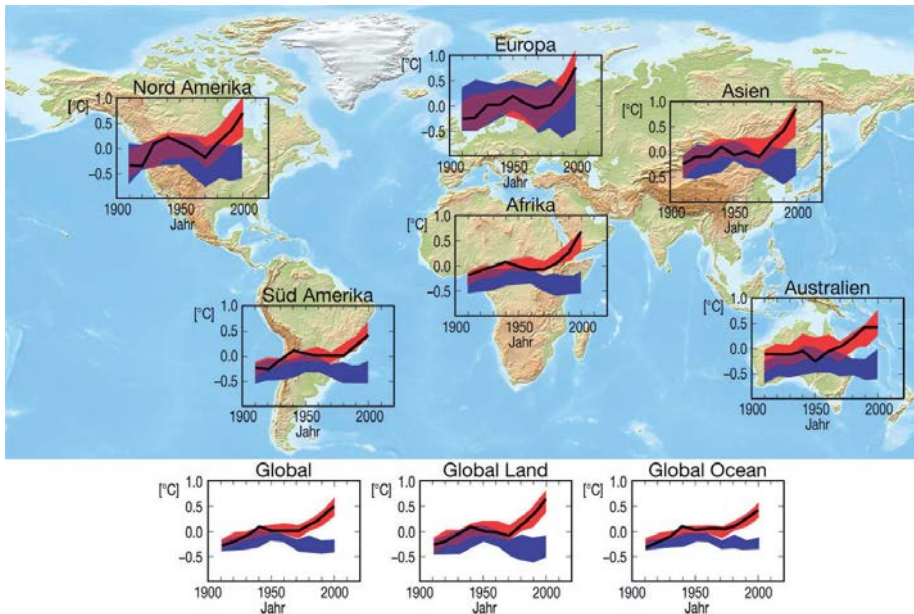 Europa
[°C]
1.0
0.5
0.0
−0.5
1900
1950
2000
Jahr
Nord Amerika
[°C]
1.0
0.5
0.0
−0.5
1900
1950
2000
Jahr
Asien
[°C]
1.0
0.5
0.0
−0.5
1900
1950
2000
Jahr
Afrika
[°C]
1.0
0.5
0.0
−0.5
1900
1950
2000
Jahr
Süd Amerika
[°C]
1.0
0.5
0.0
−0.5
1900
1950
2000
Jahr
Australien
[°C]
1.0
0.5
0.0
−0.5
1900
1950
2000
Jahr
Global
[°C]
1.0
0.5
0.0
−0.5
1900
1950
2000
Jahr
Global Land
[°C]
1.0
0.5
0.0
−0.5
1900
1950
2000
Jahr
Global Ocean
[°C]
1.0
0.5
0.0
−0.5
1900
1950
2000
Jahr